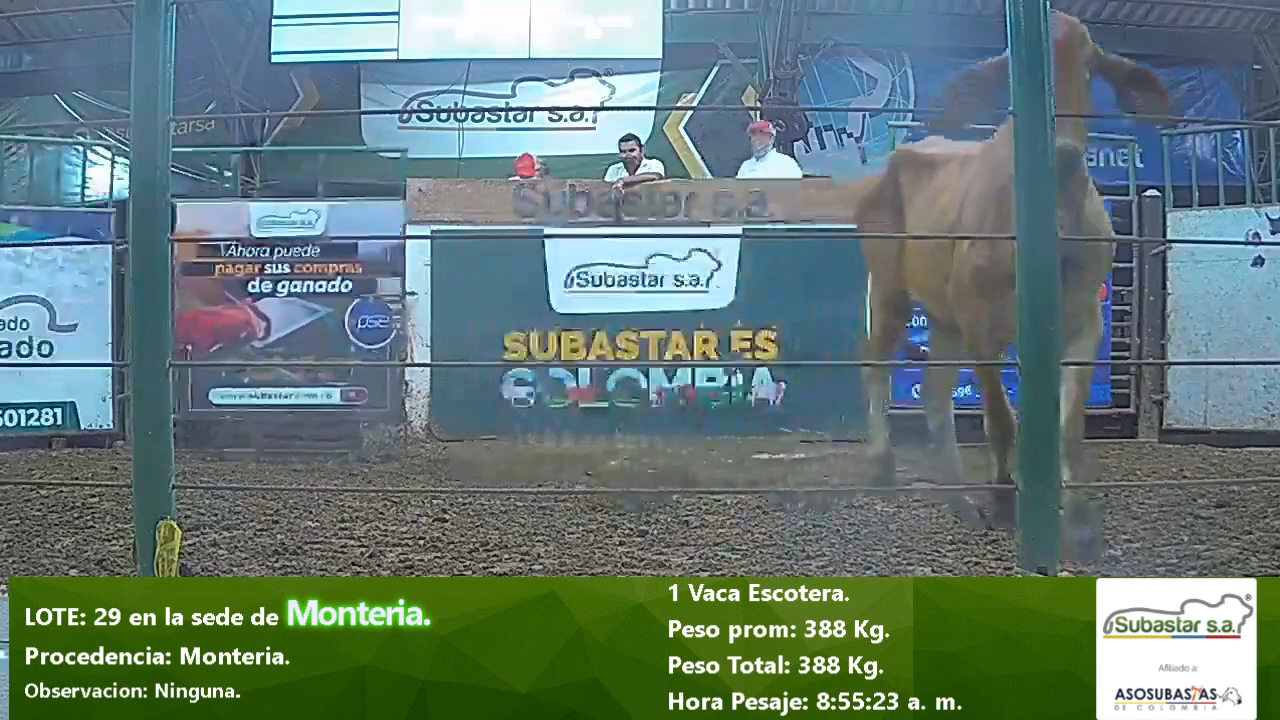 Subastar s.a.
Subastar s.a.
anet
Subastar s.a.
Ahora puede
pagar sus compras
de ganado
pse
Subastar s.a.
SUBASTAR ES
COLOMBIA
ado
ado
501281
LOTE: 29 en la sede de Monteria.
Procedencia: Monteria.
Observacion: Ninguna.
1 Vaca Escotera.
Peso prom: 388 Kg.
Peso Total: 388 Kg.
Hora Pesaje: 8:55:23 a. m.
Subastar s.a.
Afiliado a:
ASOSUBASTAS
DE COLOMBIA